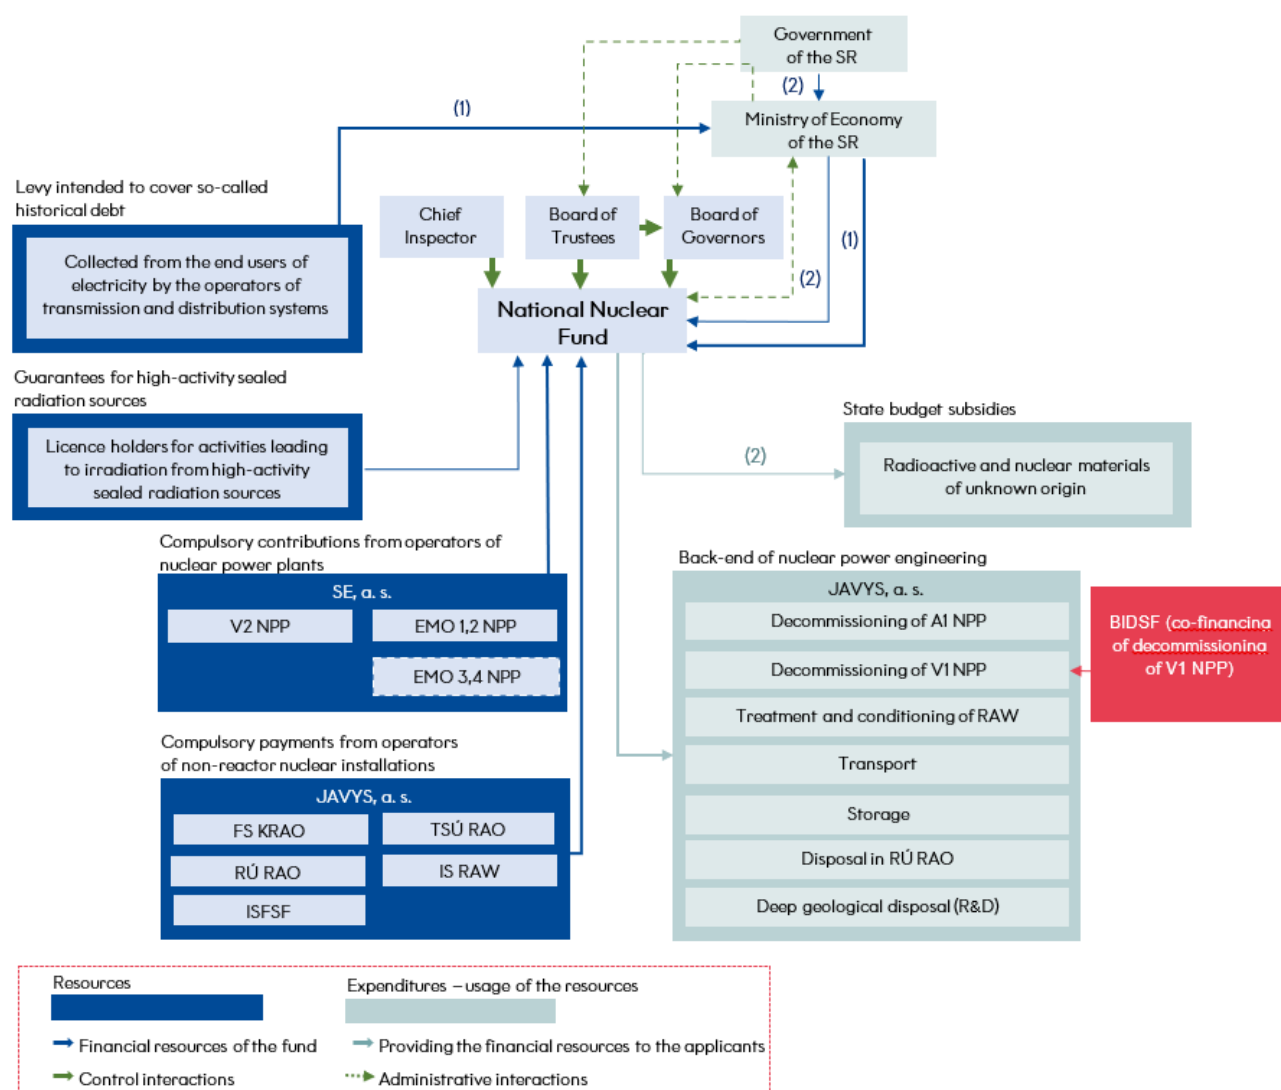 Government
of the SR
(2)
(1)
Ministry of Economy
of the SR
Levy intended to cover so-called
historical debt
Collected from the end users of
electricity by the operators of
transmission and distribution systems
Chief
Inspector
Board of
Trustees
Board of
Governors
(1)
(2)
National Nuclear
Fund
Guarantees for high-activity sealed
radiation sources
Licence holders for activities leading
to irradiation from high-activity
sealed radiation sources
State budget subsidies
(2)
Radioactive and nuclear materials
of unknown origin
Compulsory contributions from operators of
nuclear power plants
SE, a. s.
V2 NPP
EMO 1,2 NPP
EMO 3,4 NPP
Back-end of nuclear power engineering
JAVYS, a. s.
Decommissioning of A1 NPP
Decommissioning of V1 NPP
Treatment and conditioning of RAW
Transport
Storage
Disposal in RÚ RAO
Deep geological disposal (R&D)
BIDSF (co-financing
of decommissioning
of V1 NPP)
Compulsory payments from operators
of non-reactor nuclear installations
JAVYS, a. s.
FS KRAO
TSÚ RAO
RÚ RAO
IS RAW
ISFSF
Resources
Expenditures – usage of the resources
Financial resources of the fund
Providing the financial resources to the applicants
Control interactions
Administrative interactions